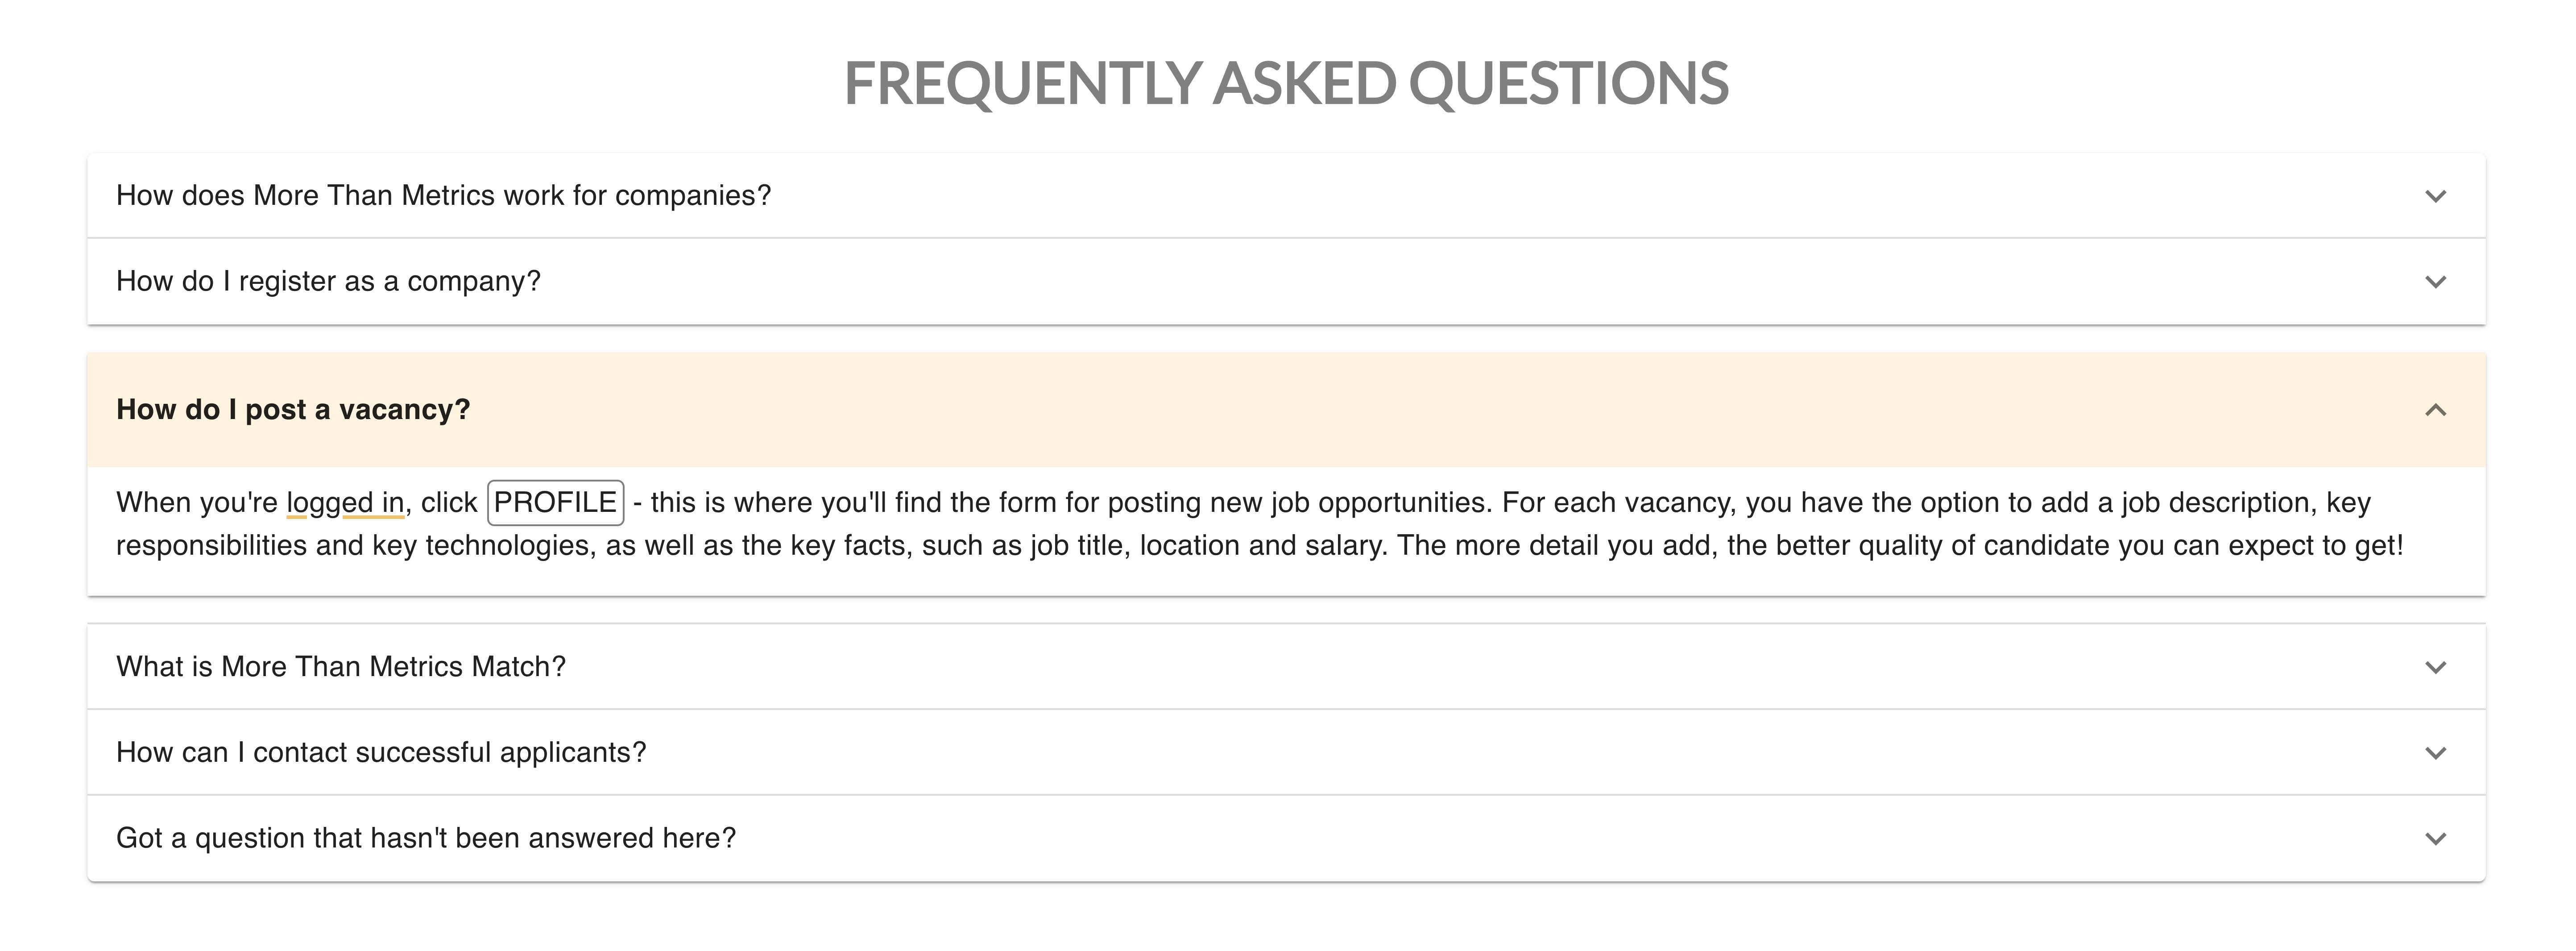 FREQUENTLY ASKED QUESTIONS
How does More Than Metrics work for companies?
How do I register as a company?
How do I post a vacancy?
When you're logged in, click PROFILE - this is where you'll find the form for posting new job opportunities. For each vacancy, you have the option to add a job description, key
responsibilities and key technologies, as well as the key facts, such as job title, location and salary. The more detail you add, the better quality of candidate you can expect to get!
What is More Than Metrics Match?
How can I contact successful applicants?
Got a question that hasn't been answered here?